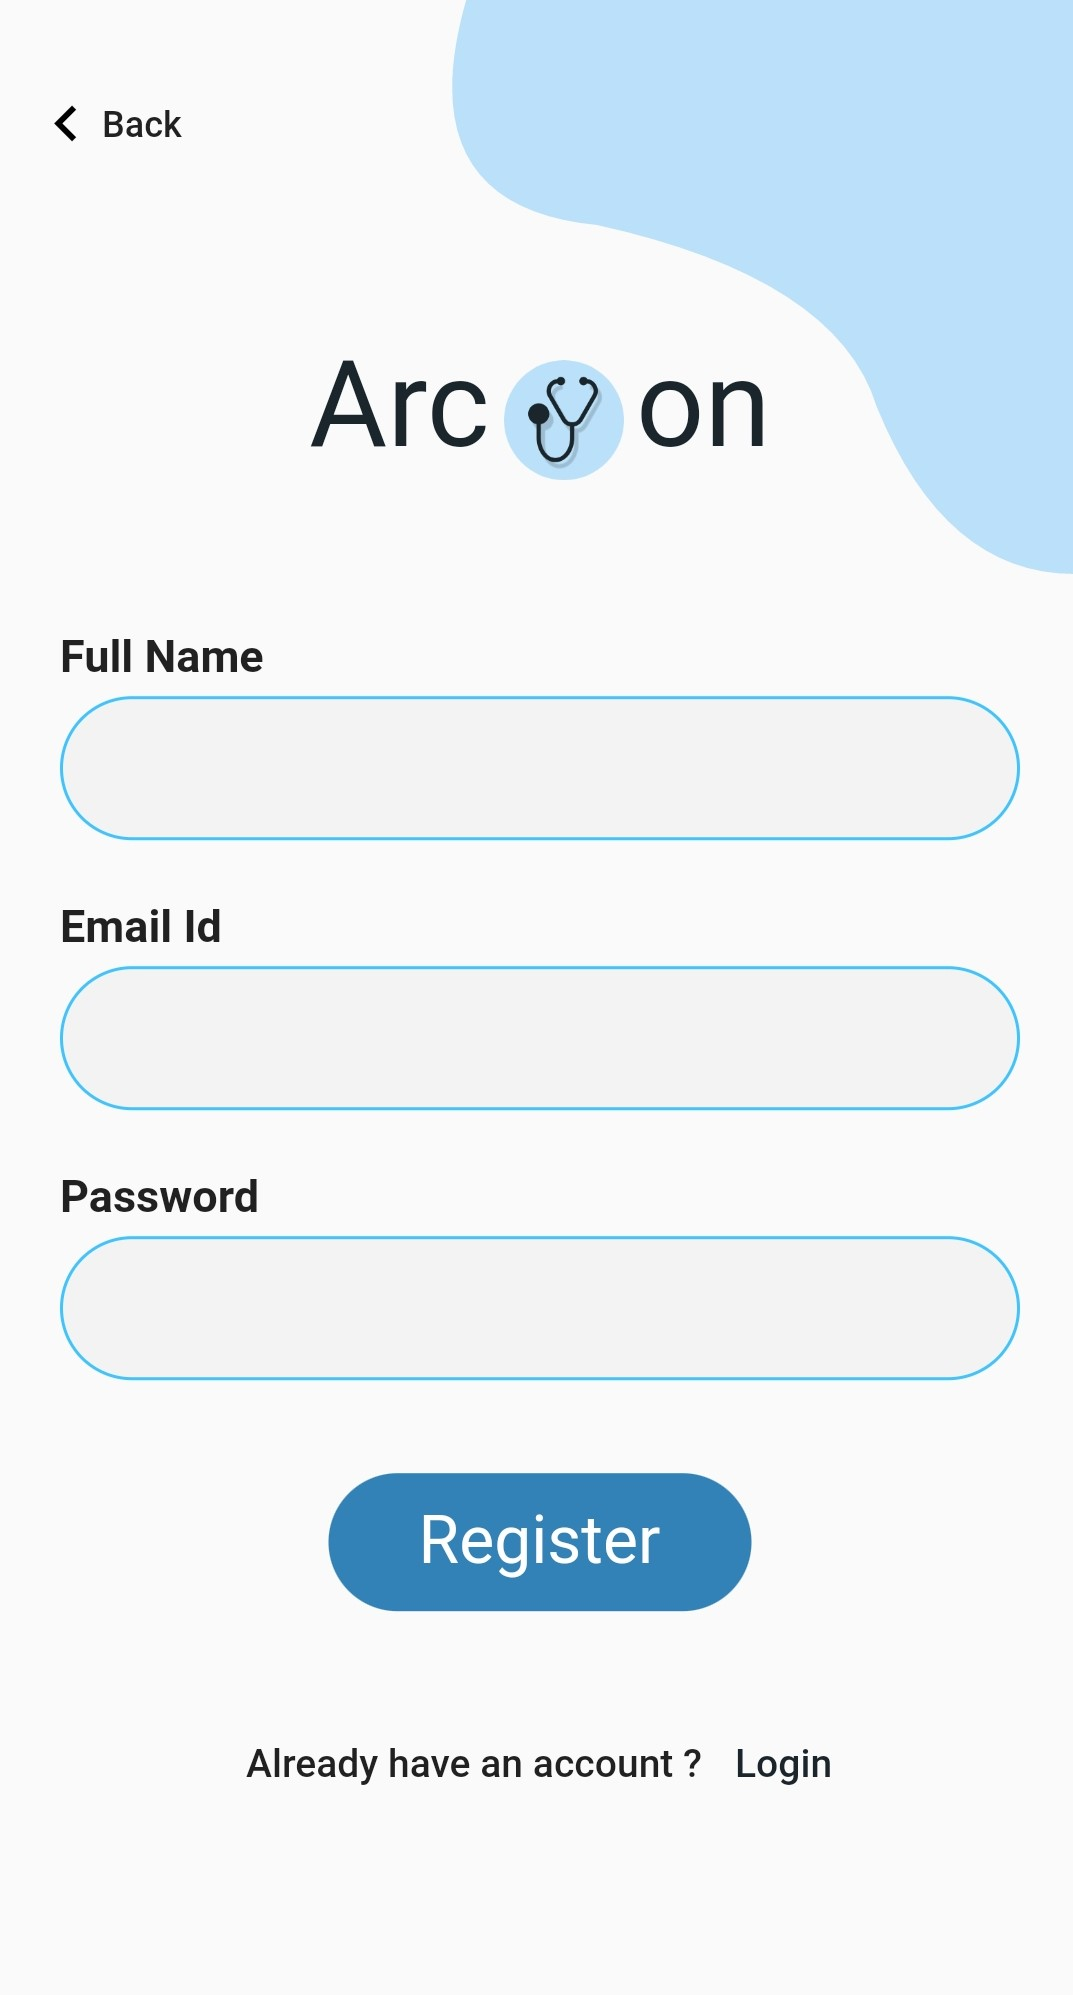 Back
Arc on
Full Name
Email Id
Password
Register
Already have an account ? Login